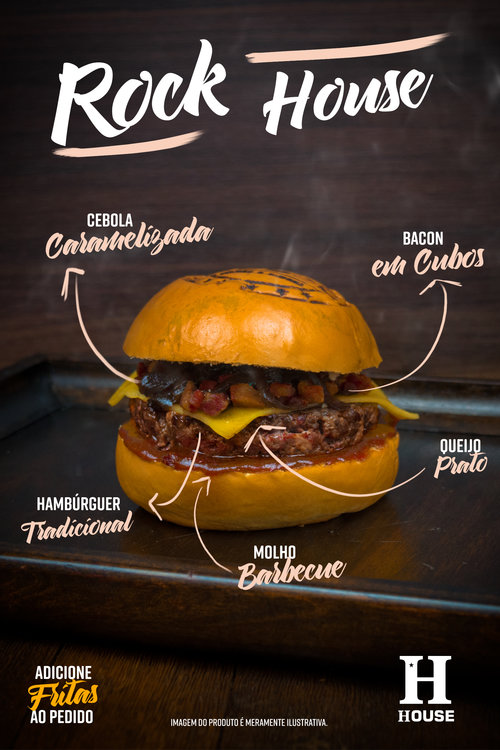 Rock House
CEBOLA
Caramelizada
BACON
em Cubos
QUEIJO
Prato
HAMBÚRGUER
Tradicional
MOLHO
Barbecue
ADICIONE
Fritas
AO PEDIDO
IMAGEM DO PRODUTO É MERAMENTE ILUSTRATIVA.
H
HOUSE